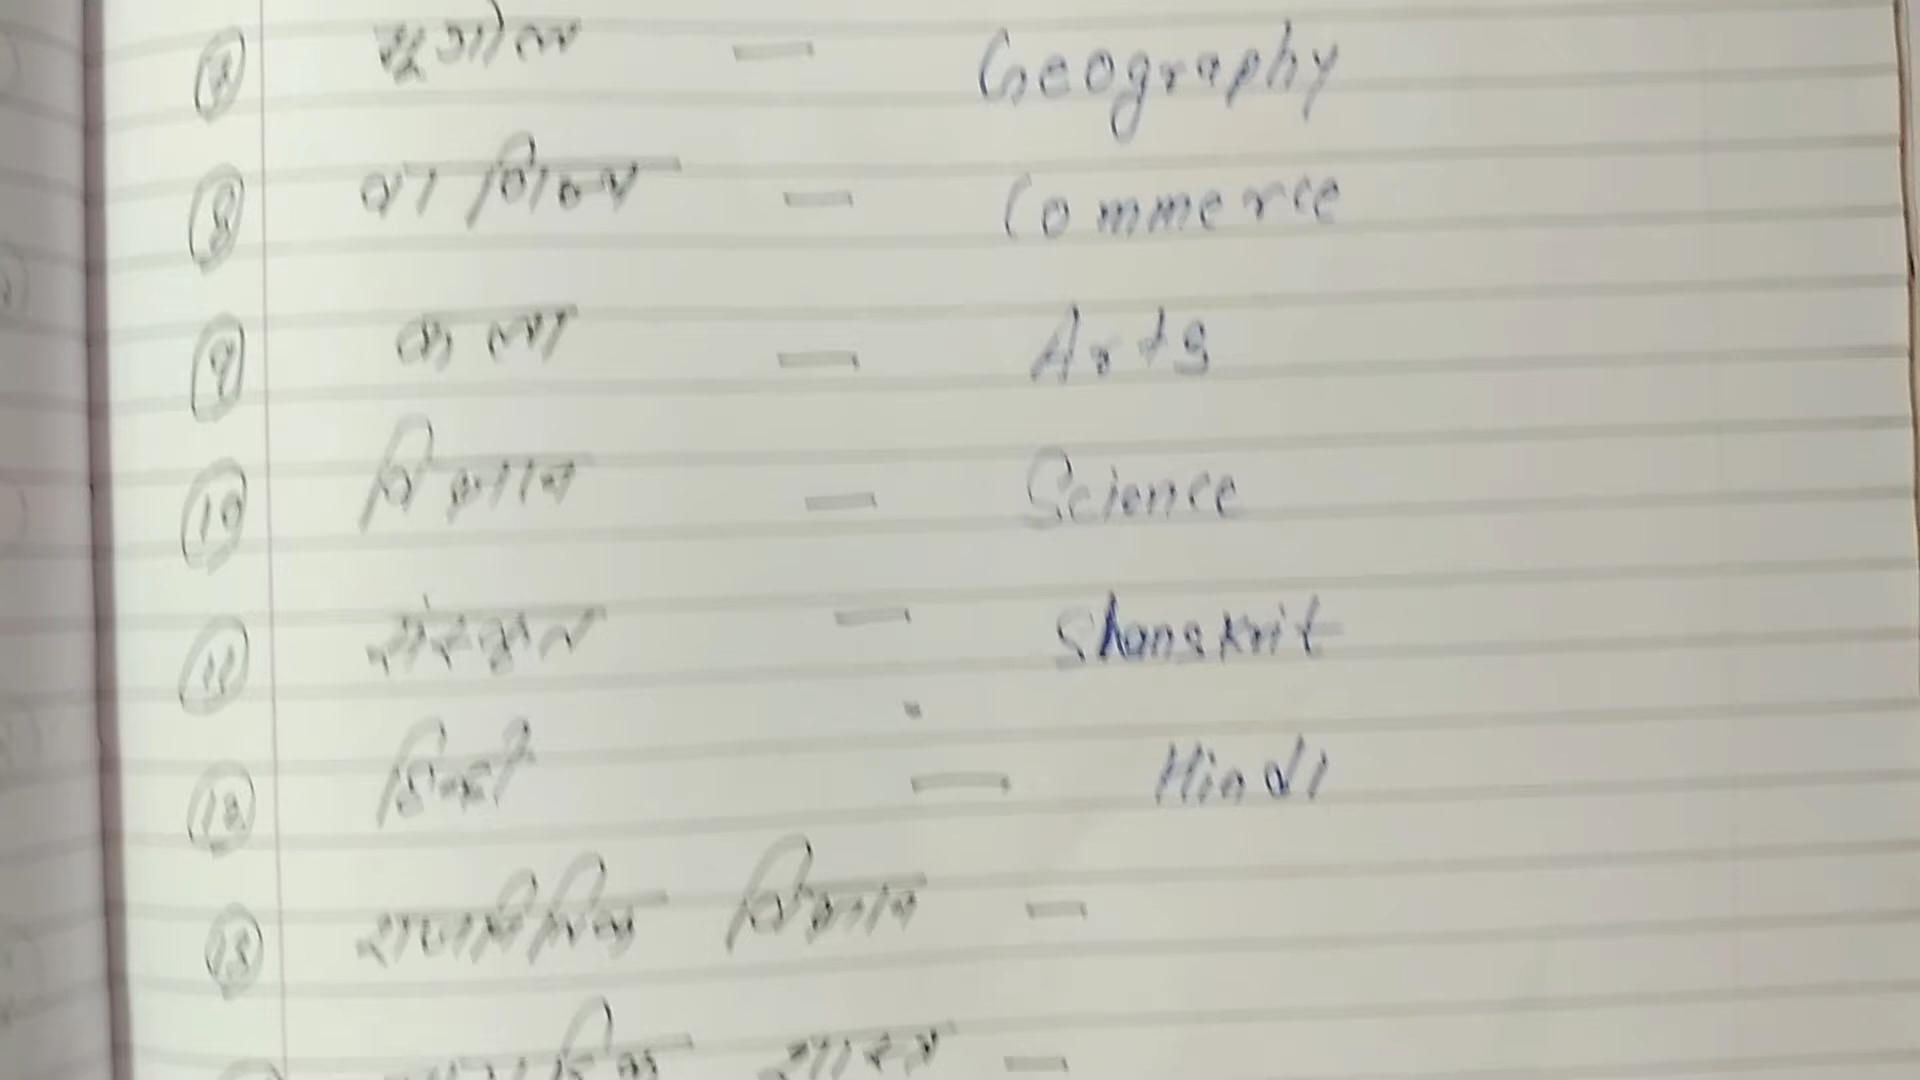 7 भूगोल — Geography
8 वाणिज्य — Commerce
9 कला — Arts
10 विज्ञान — Science
11 संस्कृत — Shanskrit
12 हिन्दी — Hindi
13 राजनीतिक विज्ञान —
शास्त्र —